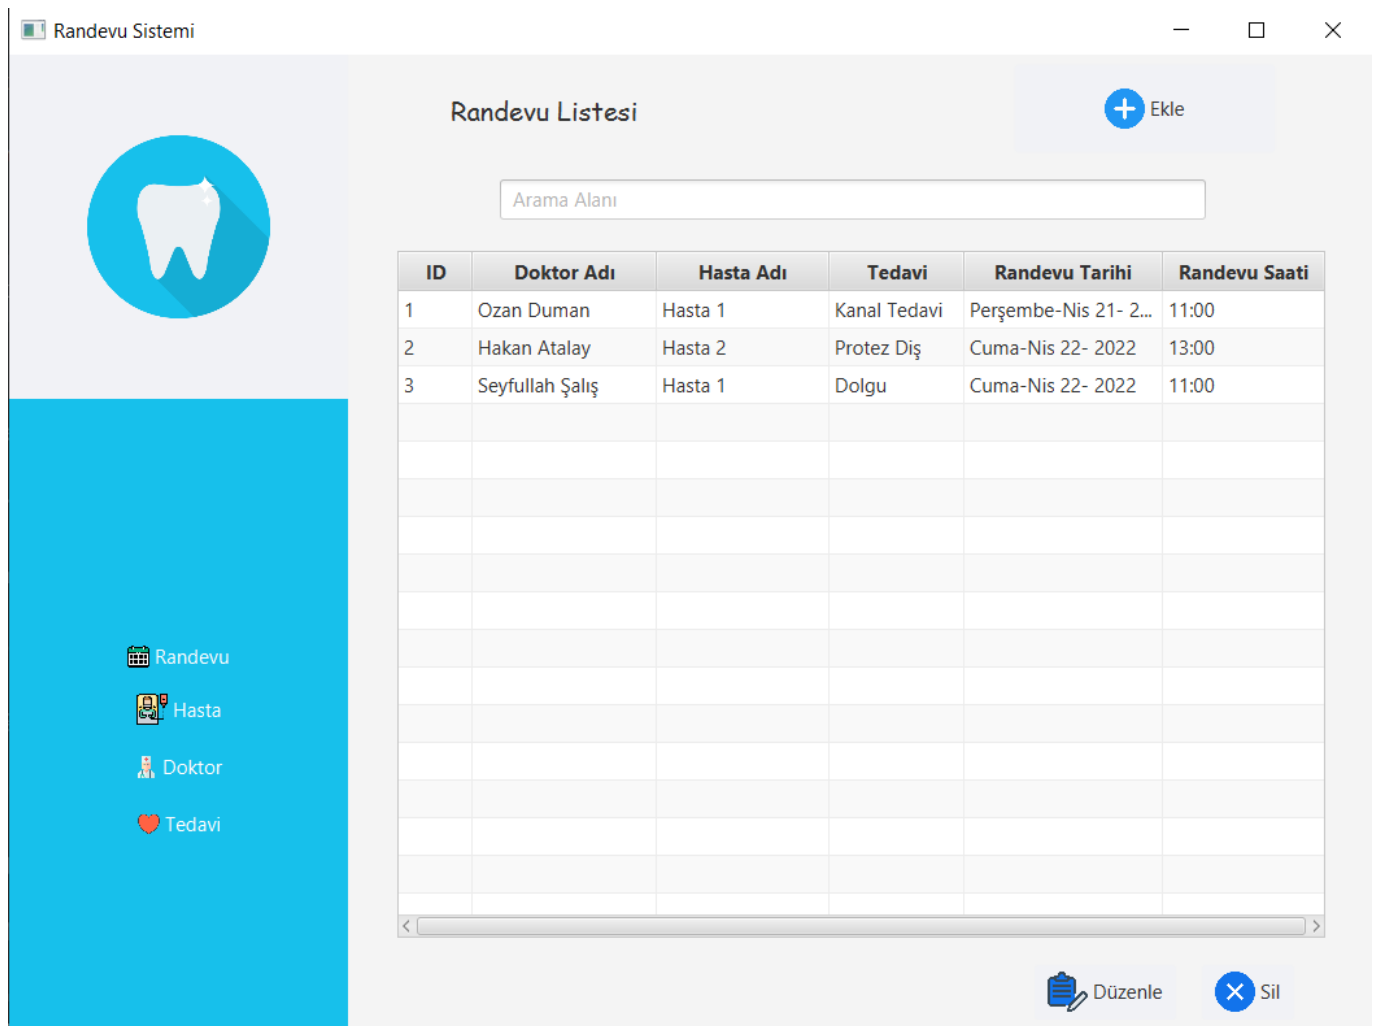 Randevu Sistemi
Randevu Listesi
Ekle
Arama Alanı
ID Doktor Adı Hasta Adı Tedavi Randevu Tarihi Randevu Saati
1 Ozan Duman Hasta 1 Kanal Tedavi Perşembe-Nis 21- 2... 11:00
2 Hakan Atalay Hasta 2 Protez Diş Cuma-Nis 22- 2022 13:00
3 Seyfullah Şalış Hasta 1 Dolgu Cuma-Nis 22- 2022 11:00
Randevu
Hasta
Doktor
Tedavi
Düzenle Sil